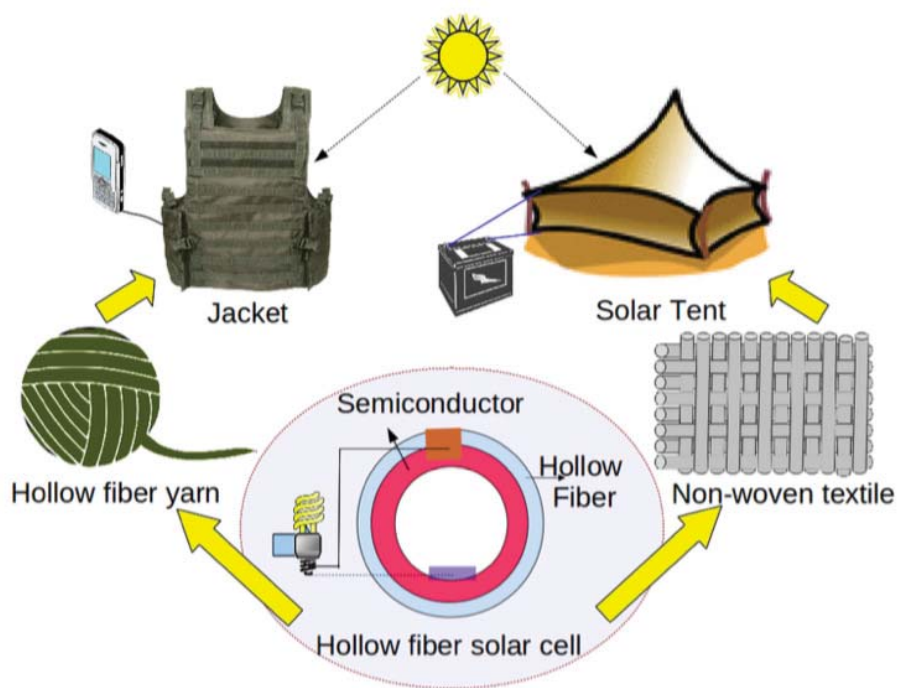 Jacket
Solar Tent
Semiconductor
Hollow
Fiber
Hollow fiber yarn
Non-woven textile
Hollow fiber solar cell